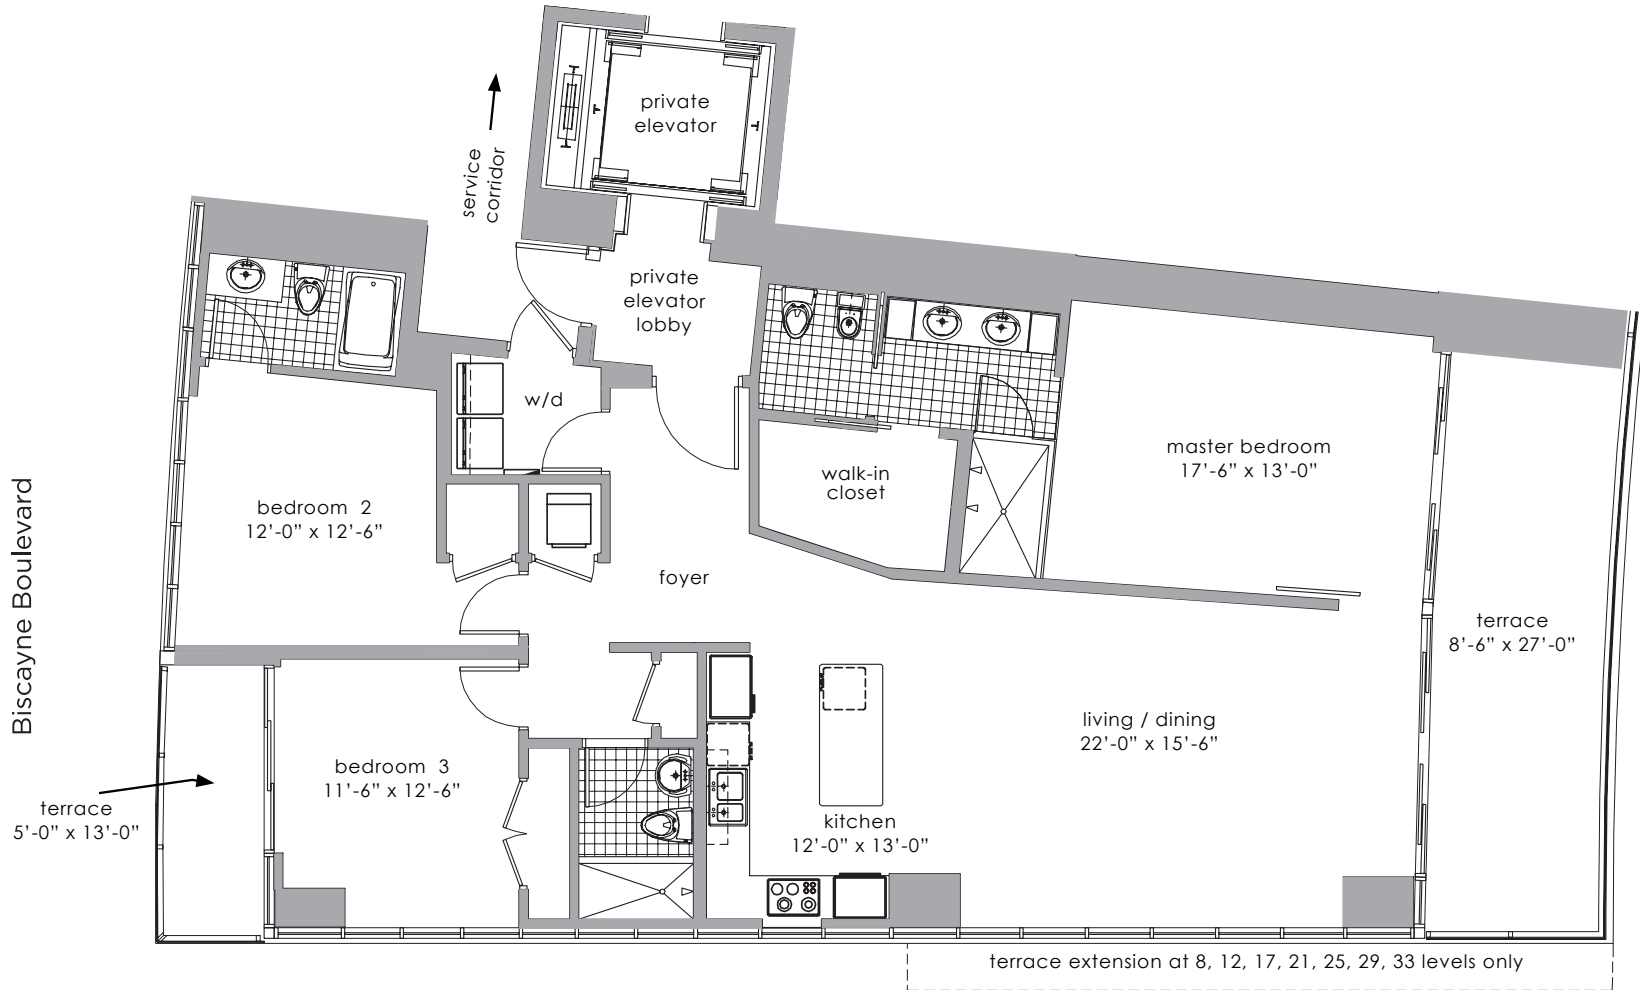 private
elevator
service
corridor
private
elevator
lobby
w/d
master bedroom
17'-6" x 13'-0"
walk-in
closet
bedroom 2
12'-0" x 12'-6"
Biscayne Boulevard
foyer
terrace
8'-6" x 27'-0"
living / dining
22'-0" x 15'-6"
bedroom 3
11'-6" x 12'-6"
terrace
5'-0" x 13'-0"
kitchen
12'-0" x 13'-0"
terrace extension at 8, 12, 17, 21, 25, 29, 33 levels only